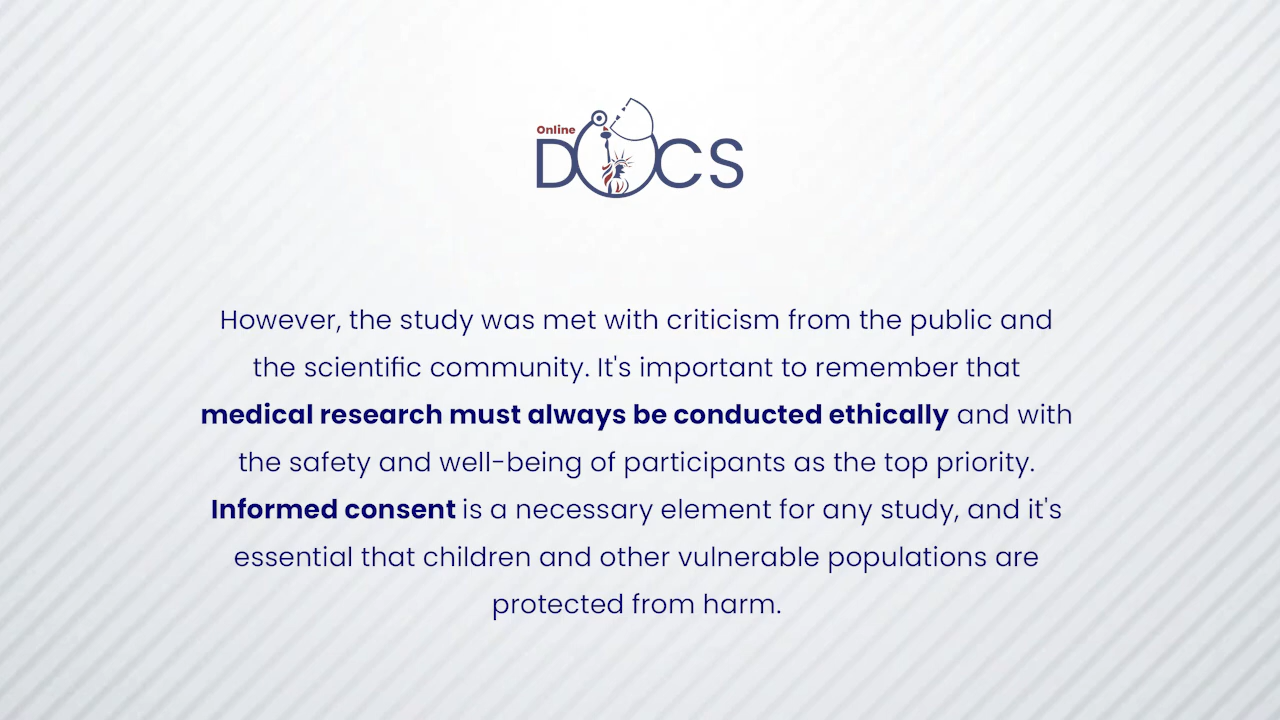 Online
DOCS
However, the study was met with criticism from the public and
the scientific community. It's important to remember that
medical research must always be conducted ethically and with
the safety and well-being of participants as the top priority.
Informed consent is a necessary element for any study, and it's
essential that children and other vulnerable populations are
protected from harm.